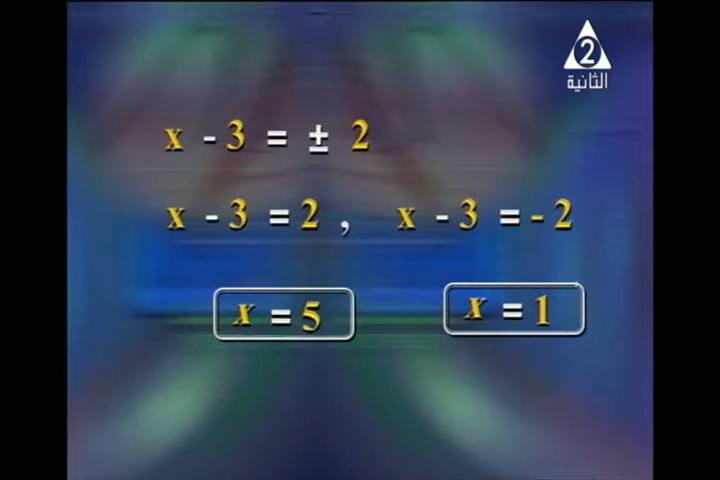 2
الثانية
x - 3 = ± 2
x - 3 = 2 , x - 3 = - 2
x = 5 x = 1